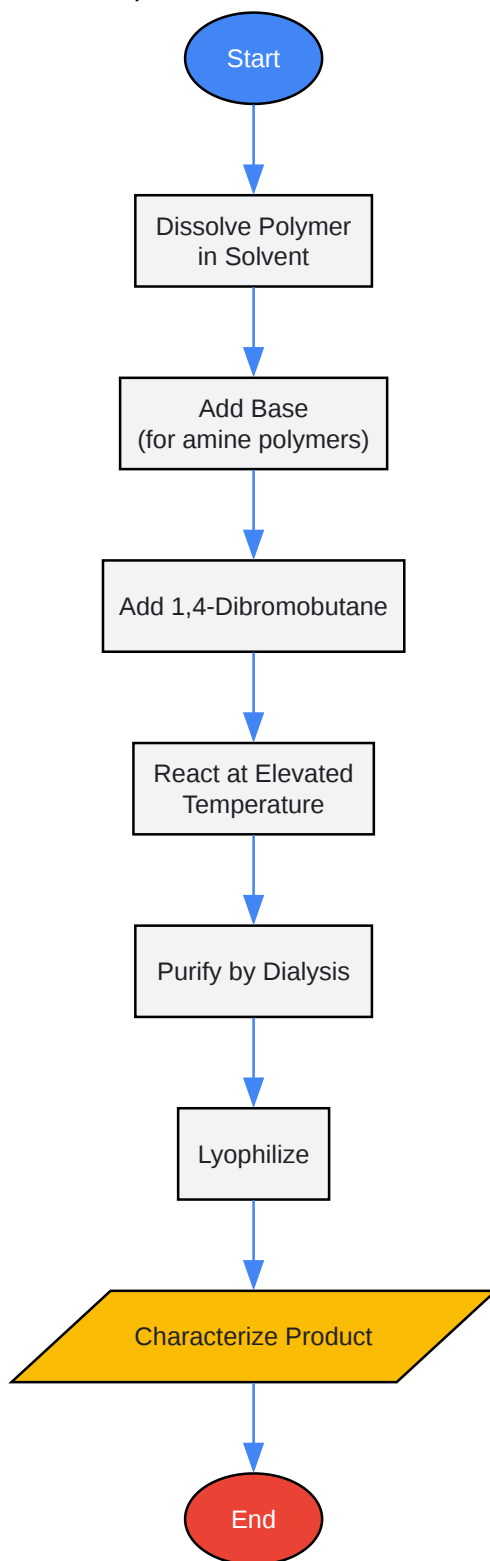 Start
Dissolve Polymer
in Solvent
Add Base
(for amine polymers)
Add 1,4-Dibromobutane
React at Elevated
Temperature
Purify by Dialysis
Lyophilize
Characterize Product
End